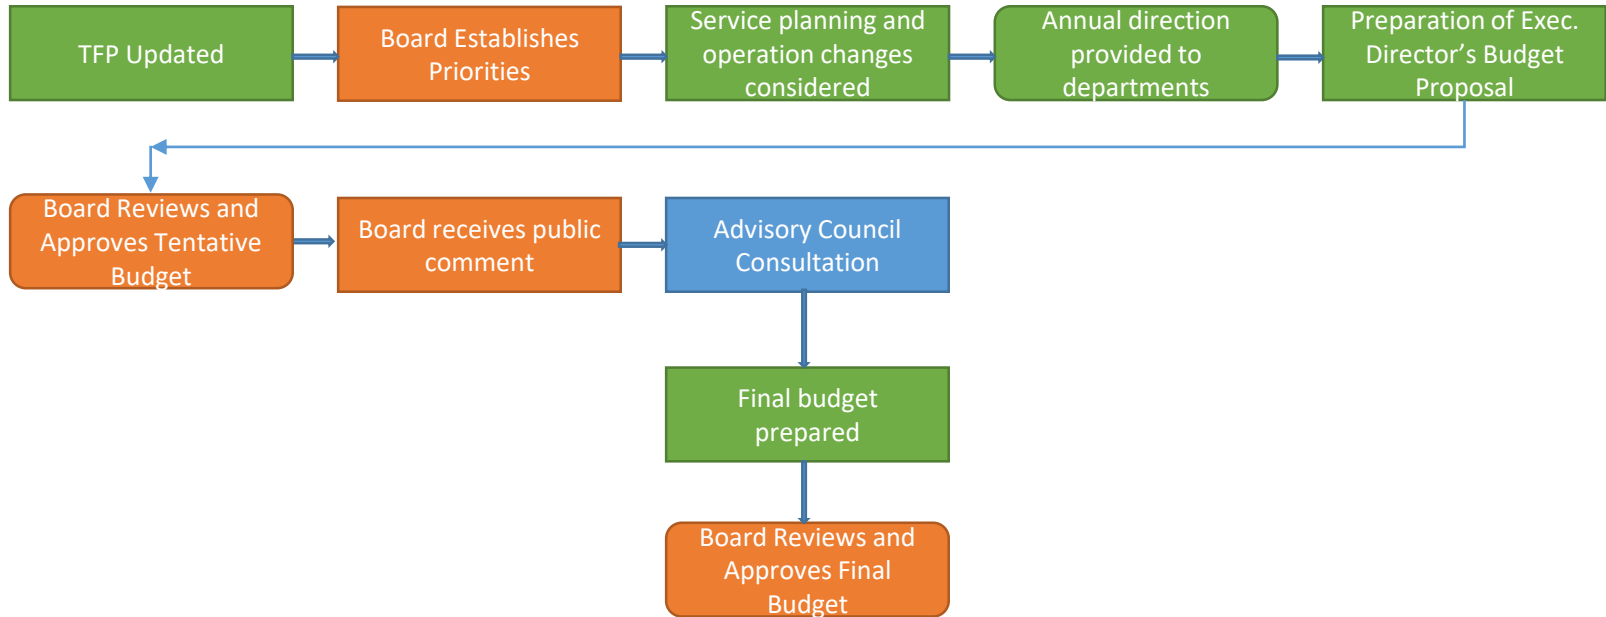 TFP Updated
Board Establishes
Priorities
Service planning and
operation changes
considered
Annual direction
provided to
departments
Preparation of Exec.
Director’s Budget
Proposal
Board Reviews and
Approves Tentative
Budget
Board receives public
comment
Advisory Council
Consultation
Final budget
prepared
Board Reviews and
Approves Final
Budget